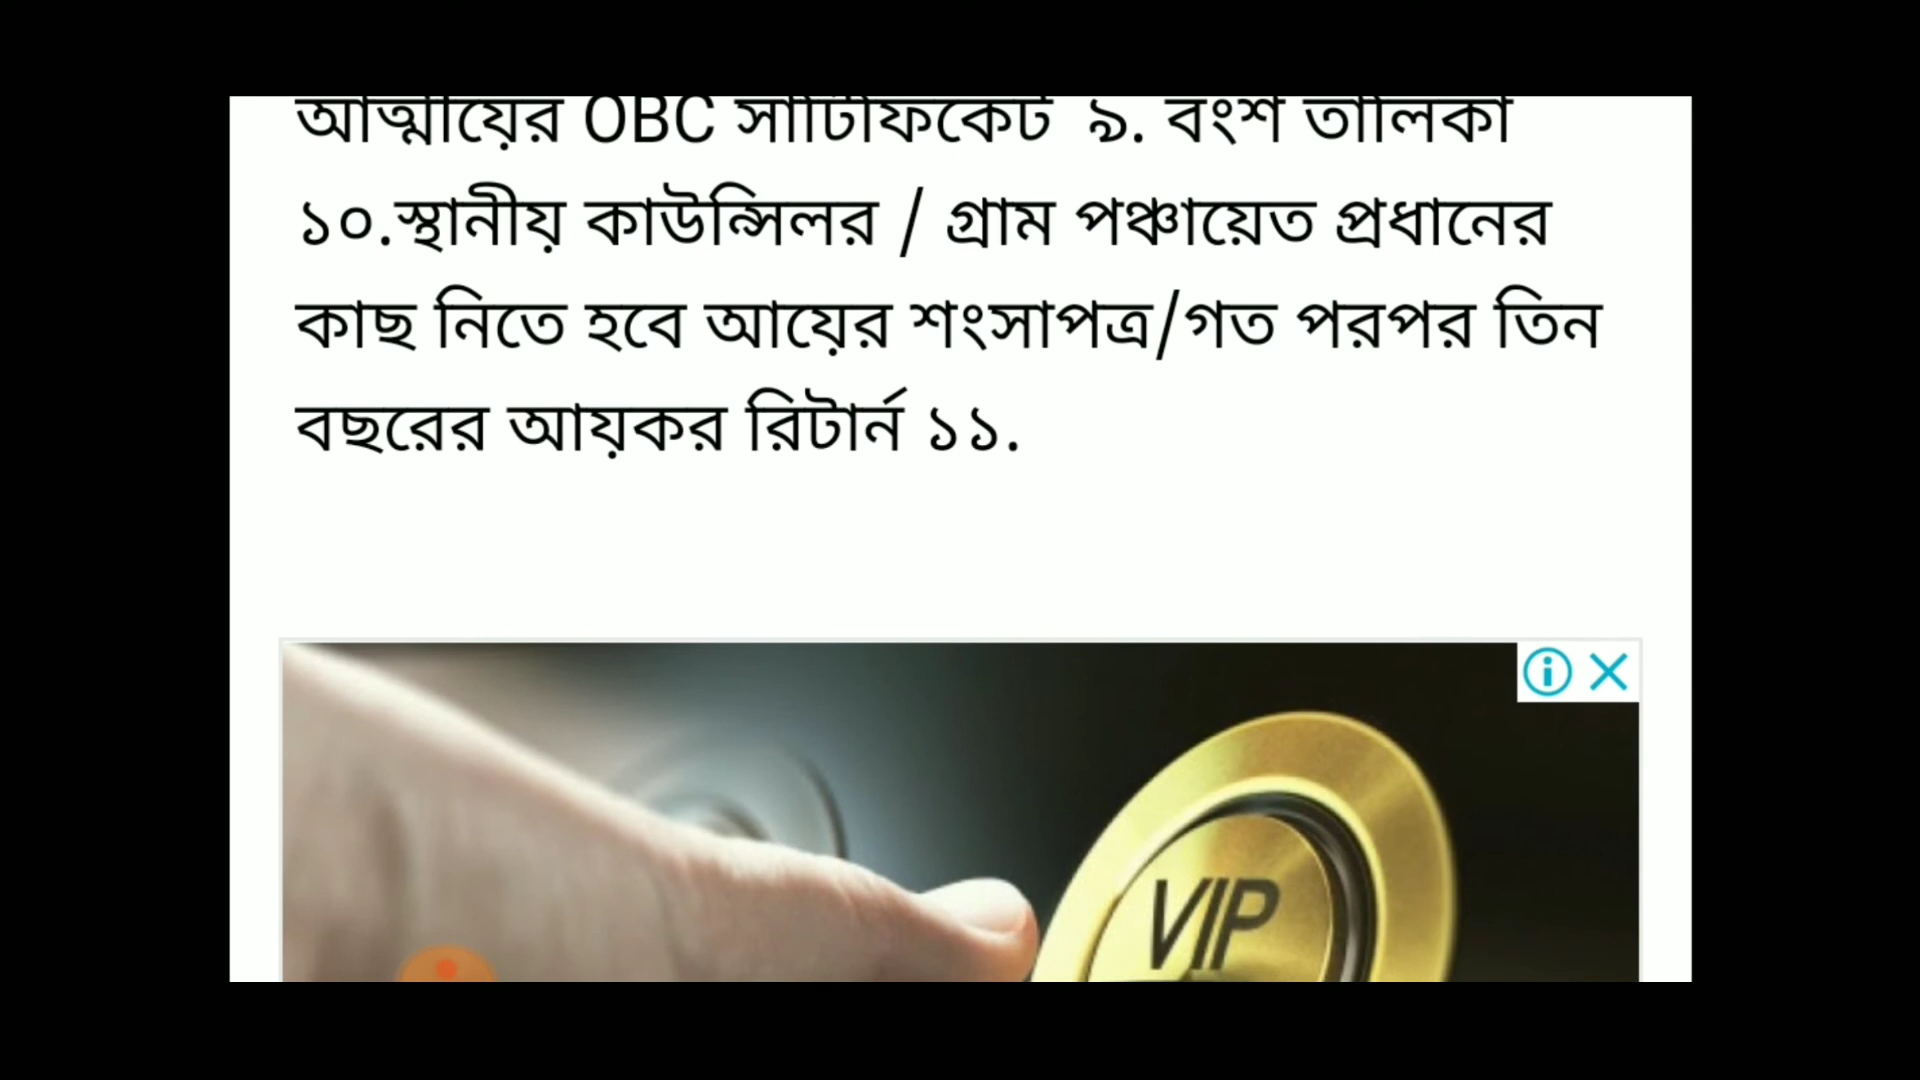 আত্মীয়ের OBC সার্টিফিকেট ৯. বংশ তালিকা
১০.স্থানীয় কাউন্সিলর / গ্রাম পঞ্চায়েত প্রধানের
কাছ নিতে হবে আয়ের শংসাপত্র/গত পরপর তিন
বছরের আয়কর রিটার্ন ১১.
VIP